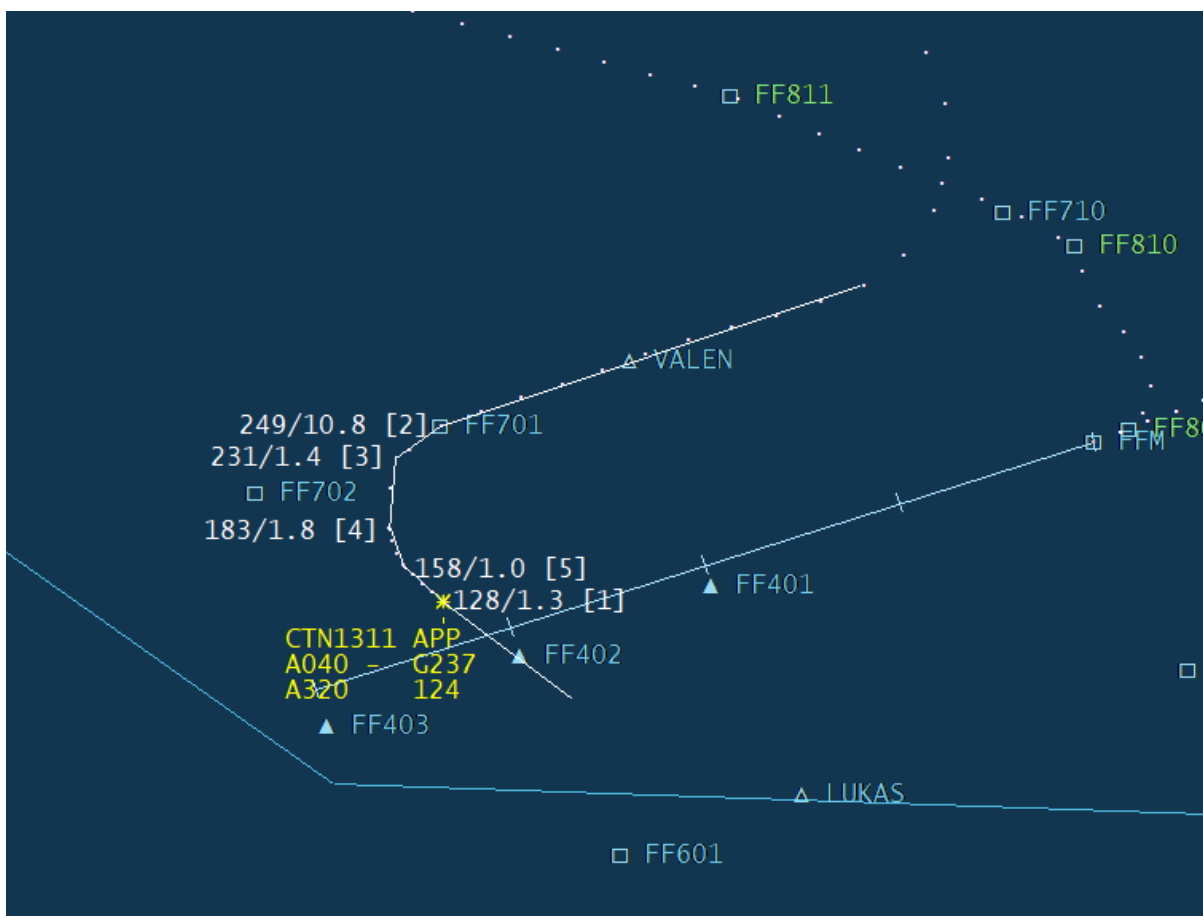 FF811
FF710
FF810
VALEN
249/10.8 [2]
FF701
231/1.4 [3]
FFM
FF702
183/1.8 [4]
158/1.0 [5]
FF401
128/1.3 [1]
CTN1311 APP
A040 - G237
A320 124
FF402
FF403
LUKAS
FF601